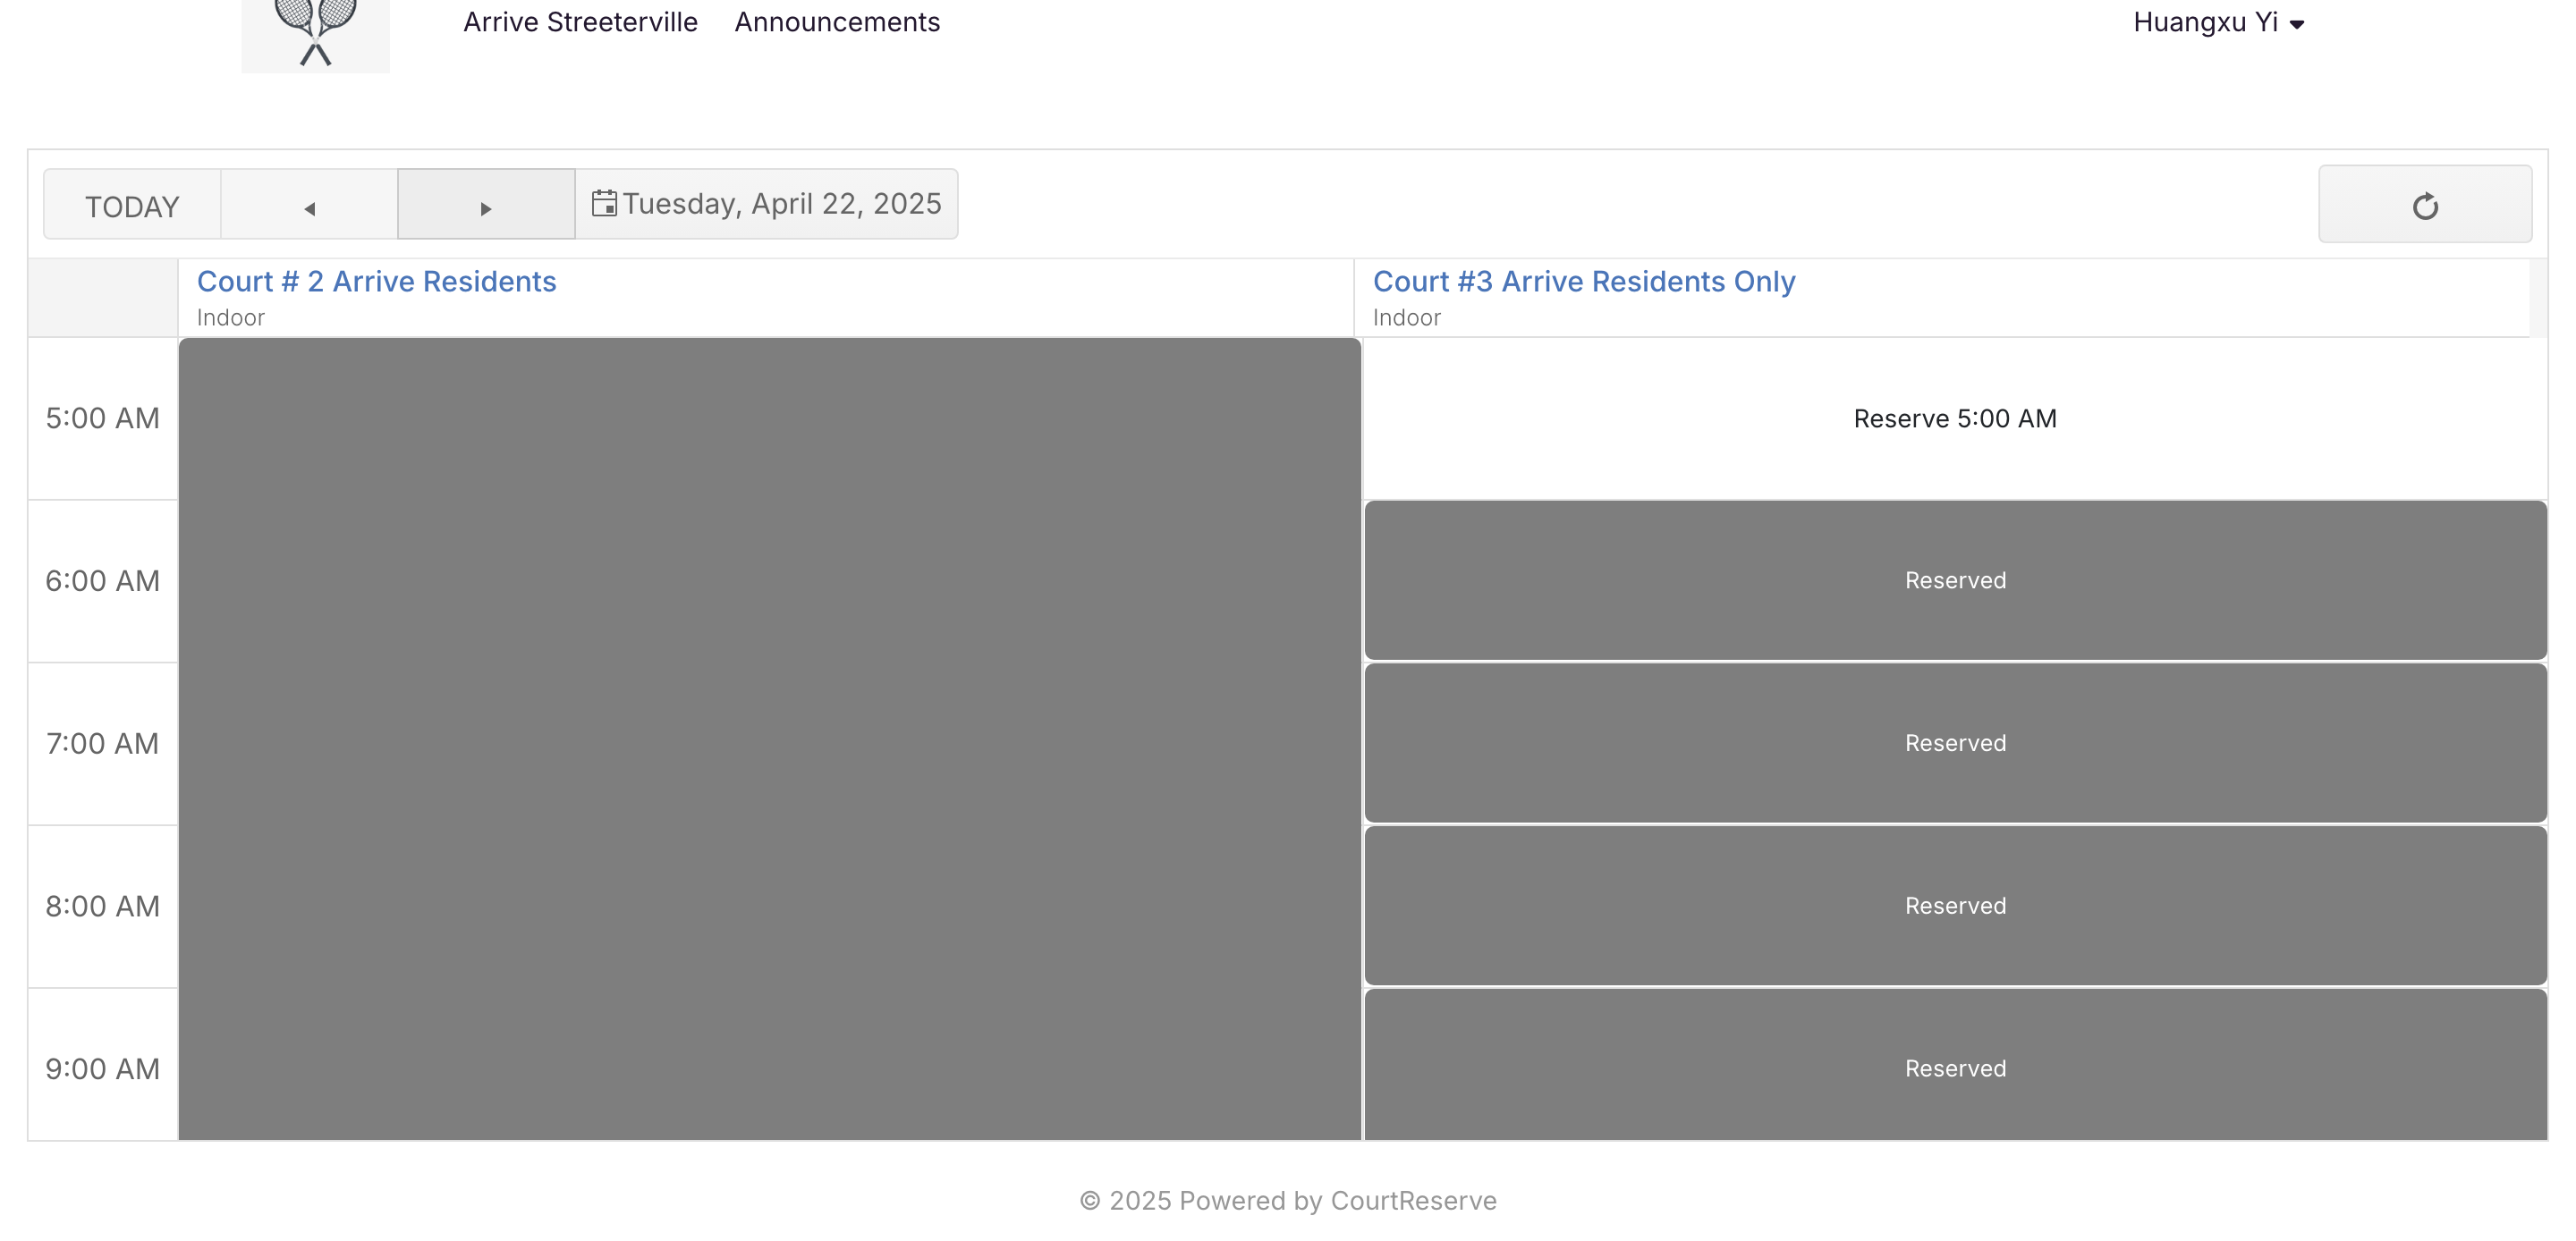 Arrive Streeterville Announcements Huangxu Yi
TODAY Tuesday, April 22, 2025
Court # 2 Arrive Residents
Indoor
Court #3 Arrive Residents Only
Indoor
5:00 AM Reserve 5:00 AM
6:00 AM Reserved
7:00 AM Reserved
8:00 AM Reserved
9:00 AM Reserved
© 2025 Powered by CourtReserve